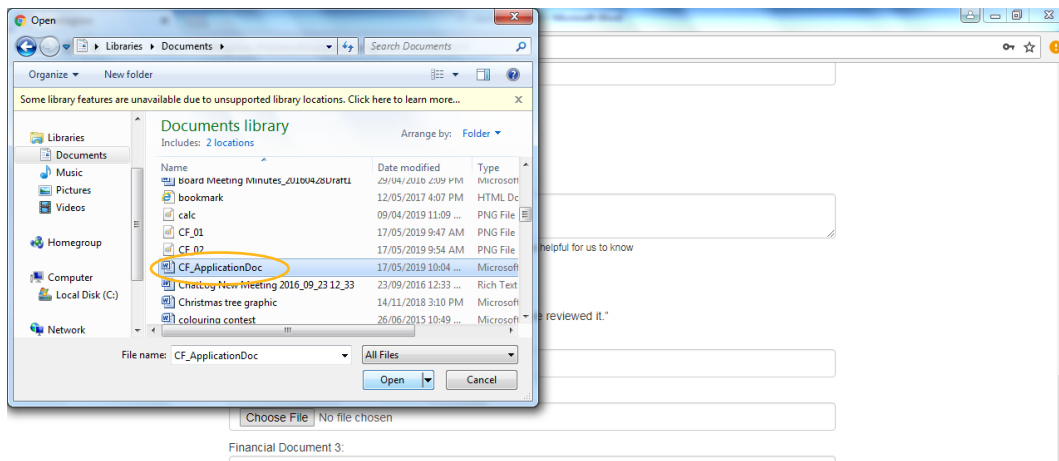 Open
Libraries Documents
Search Documents
Organize New folder
Some library features are unavailable due to unsupported library locations. Click here to learn more... x
Libraries
Documents
Music
Pictures
Videos
Homegroup
Computer
Local Disk (C:)
Network
Documents library
Includes: 2 locations
Arrange by: Folder
Name Date modified Type
Board Meeting Minutes_20160428Draft1 29/04/2016 2:09 PM Microsoft
bookmark 12/05/2017 4:07 PM HTML Do
calc 09/04/2019 11:09 ... PNG File
CF_01 17/05/2019 9:47 AM PNG File
CF_02 17/05/2019 9:54 AM PNG File
CF_ApplicationDoc 17/05/2019 10:04 ... Microsoft
ChatLog New Meeting 2016_09_23 12_33 23/09/2016 12:33 ... Rich Text
Christmas tree graphic 14/11/2018 3:10 PM Microsoft
colouring contest 26/06/2015 10:49 ... Microsoft
File name: CF_ApplicationDoc All Files
Open Cancel
helpful for us to know
e reviewed it."
Choose File No file chosen
Financial Document 3: